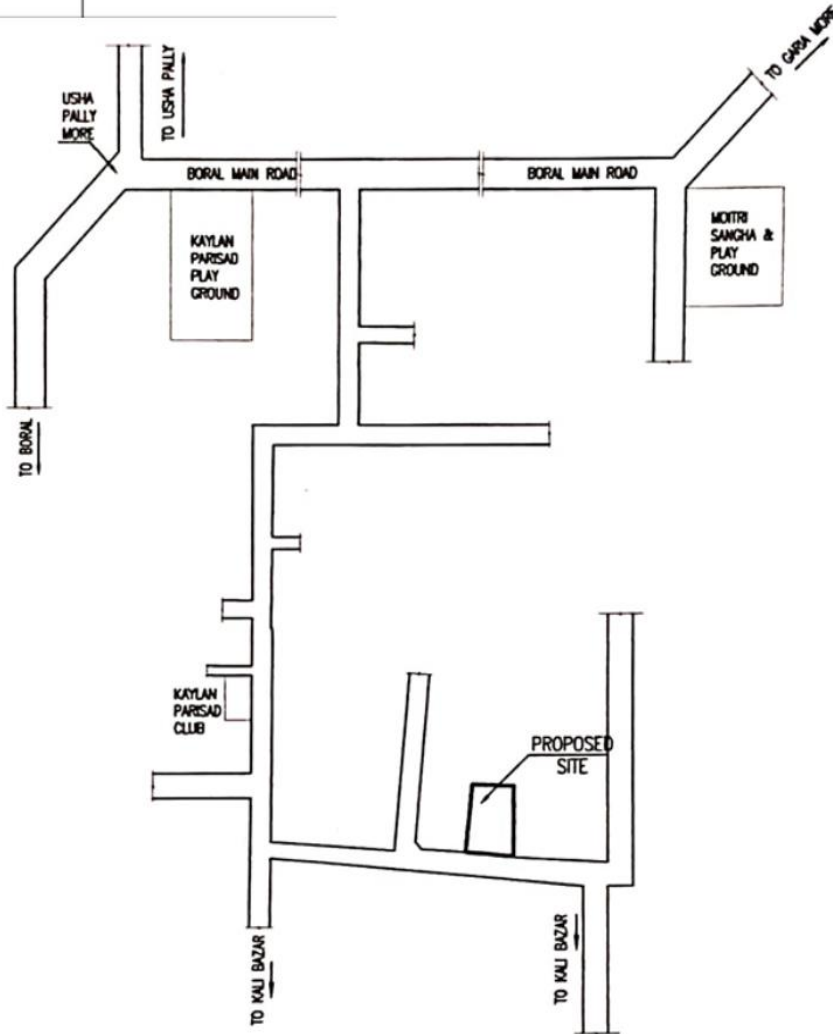 TO GARIA MORE
USHA
PALLY
MORE
TO USHA PALLY
BORAL MAIN ROAD
BORAL MAIN ROAD
KAYLAN
PARISAD
PLAY
GROUND
MOITRI
SANGHA &
PLAY
GROUND
TO BORAL
KAYLAN
PARISAD
CLUB
PROPOSED
SITE
TO KALI BAZAR
TO KALI BAZAR